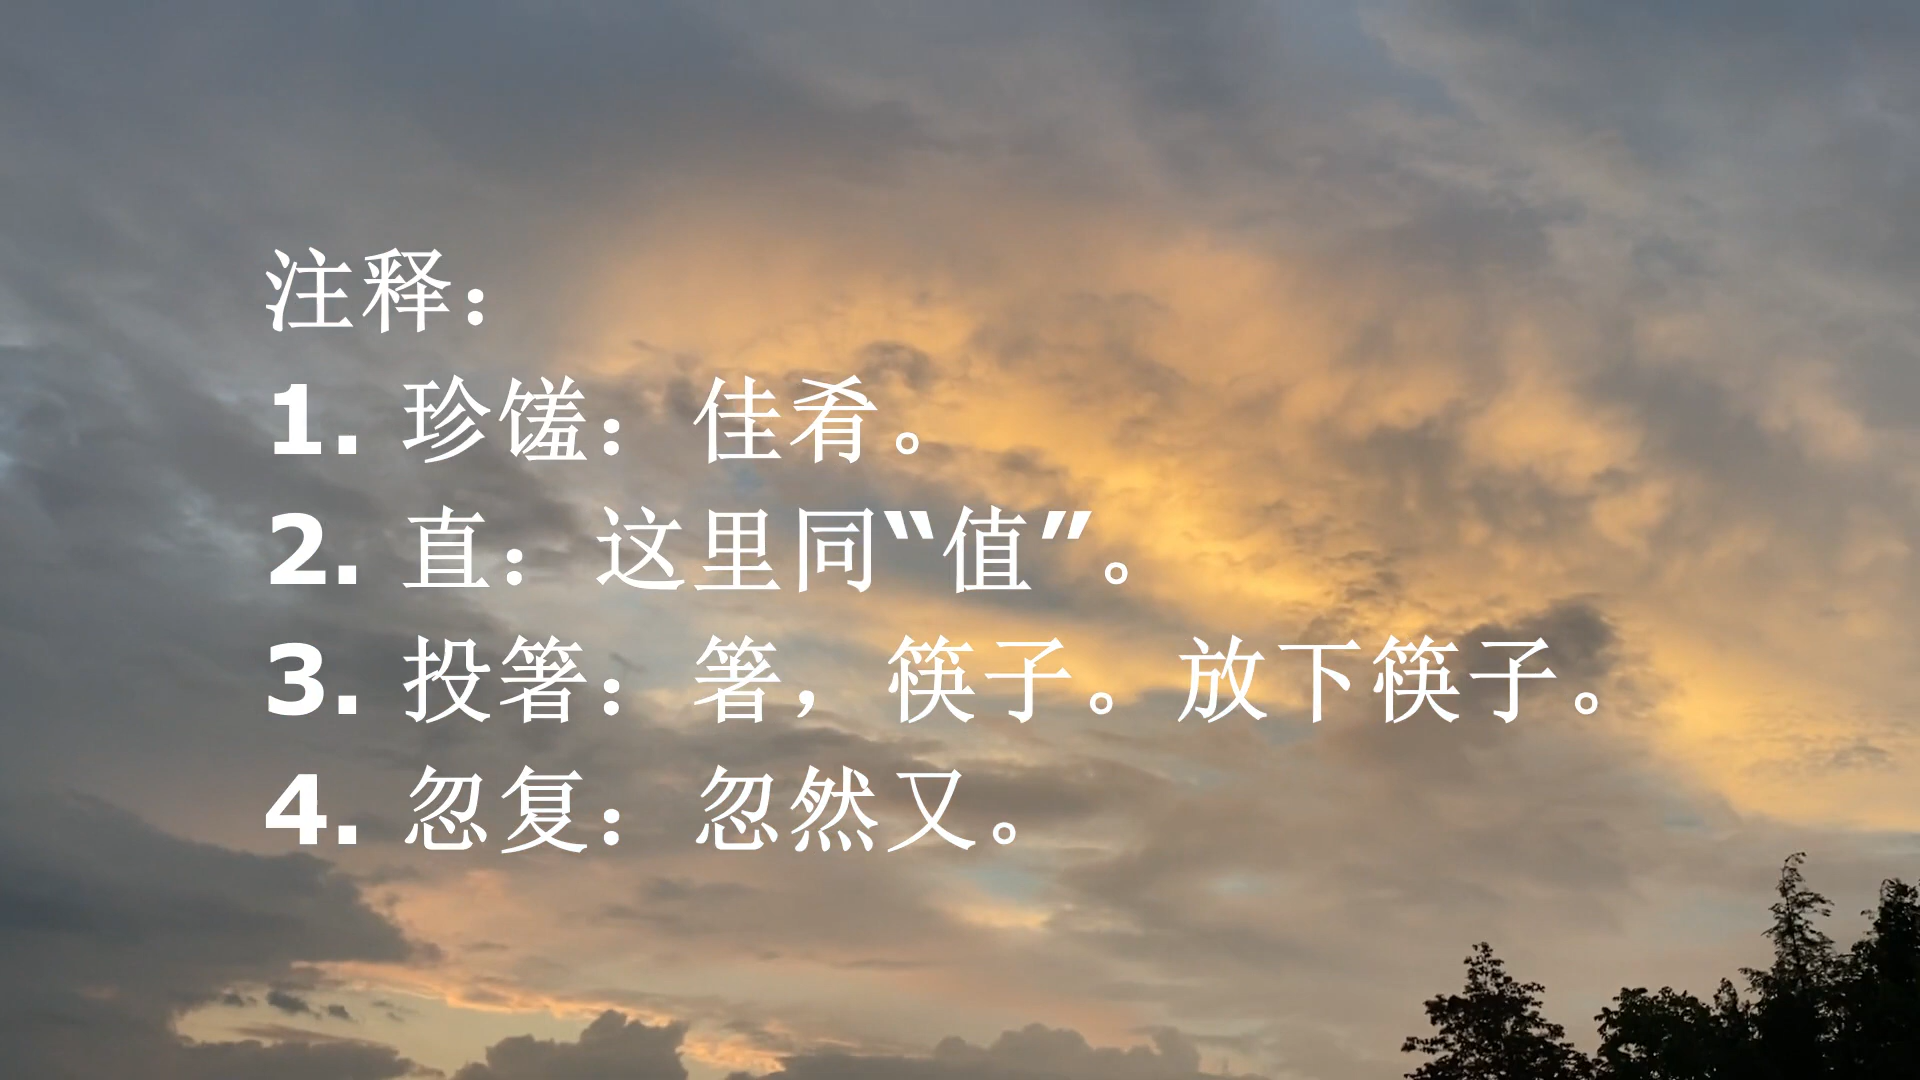 注释：
1. 珍馐：佳肴。
2. 直：这里同“值”。
3. 投箸：箸，筷子。放下筷子。
4. 忽复：忽然又。